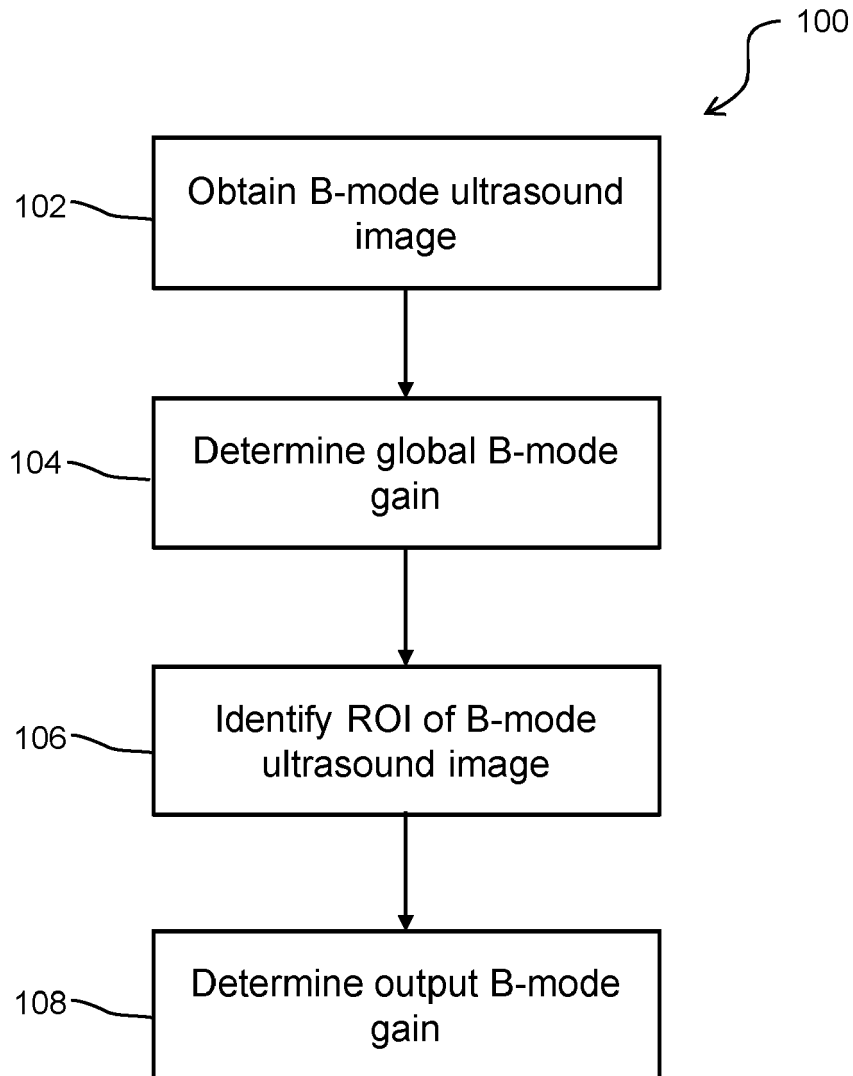 100
102
Obtain B-mode ultrasound
image
104
Determine global B-mode
gain
106
Identify ROI of B-mode
ultrasound image
108
Determine output B-mode
gain